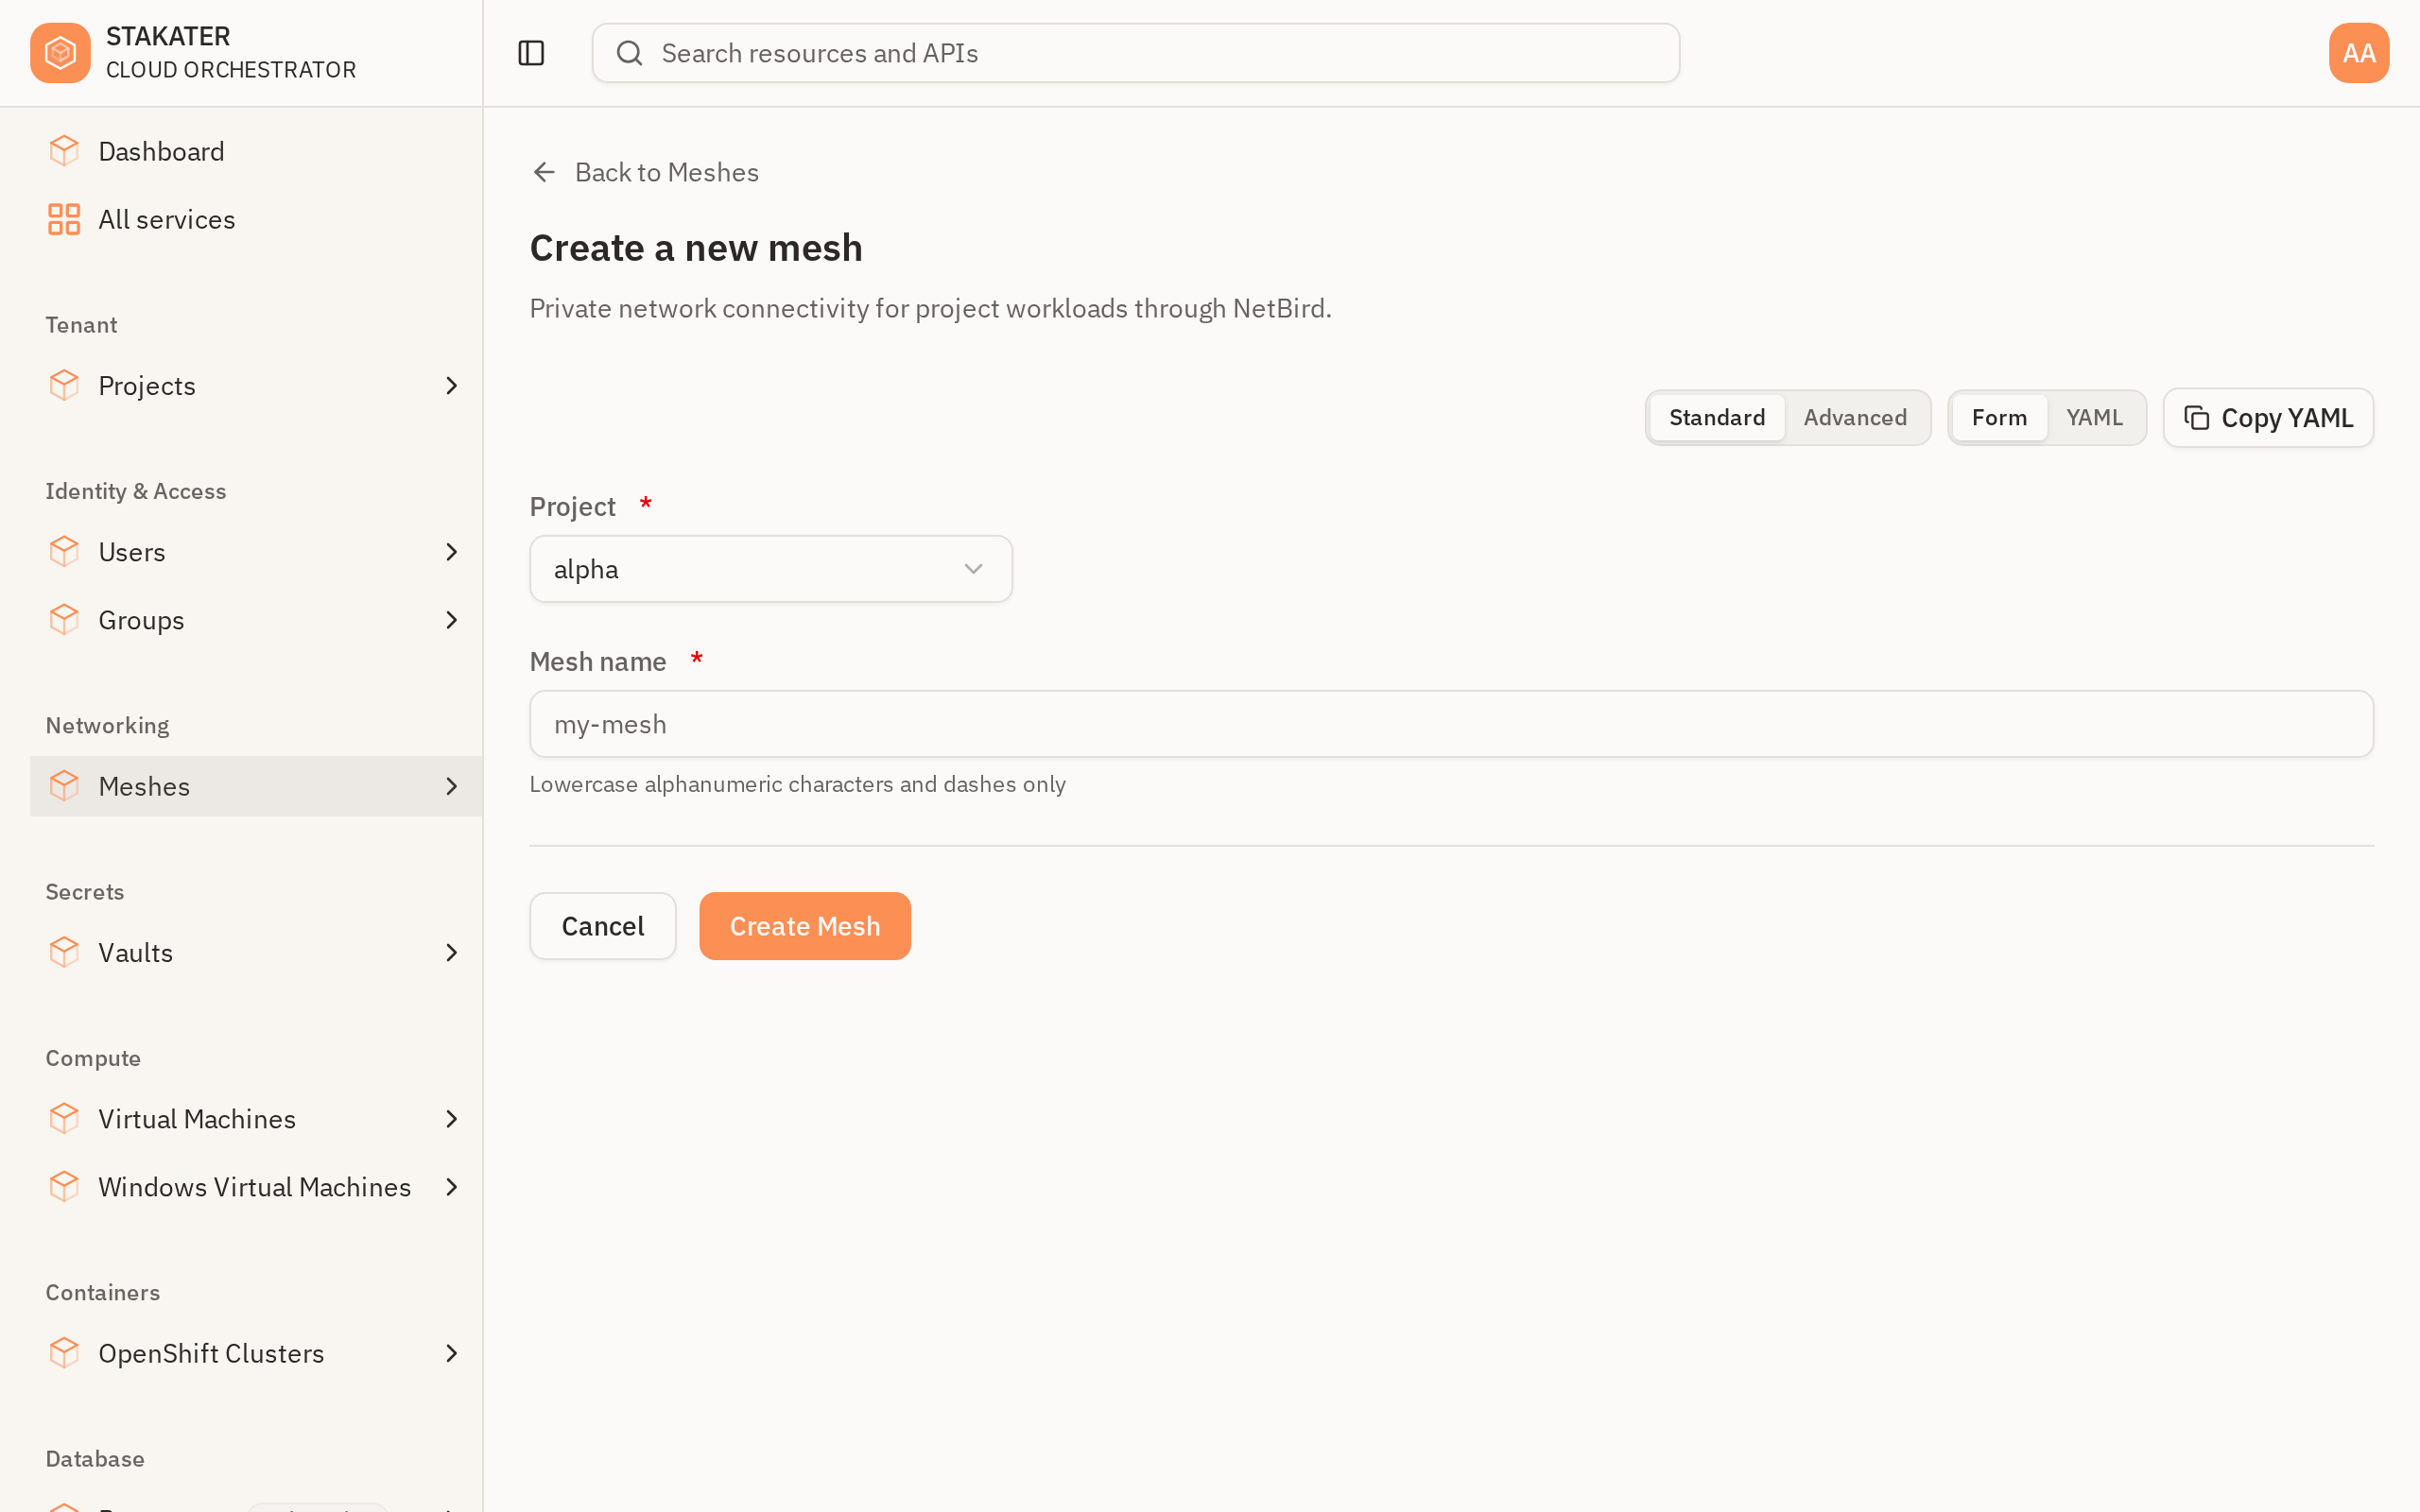 STAKATER
CLOUD ORCHESTRATOR
Search resources and APIs
AA
Dashboard
All services
Tenant
Projects
Identity & Access
Users
Groups
Networking
Meshes
Secrets
Vaults
Compute
Virtual Machines
Windows Virtual Machines
Containers
OpenShift Clusters
Database
Back to Meshes
Create a new mesh
Private network connectivity for project workloads through NetBird.
Standard Advanced Form YAML Copy YAML
Project *
alpha
Mesh name *
my-mesh
Lowercase alphanumeric characters and dashes only
Cancel Create Mesh